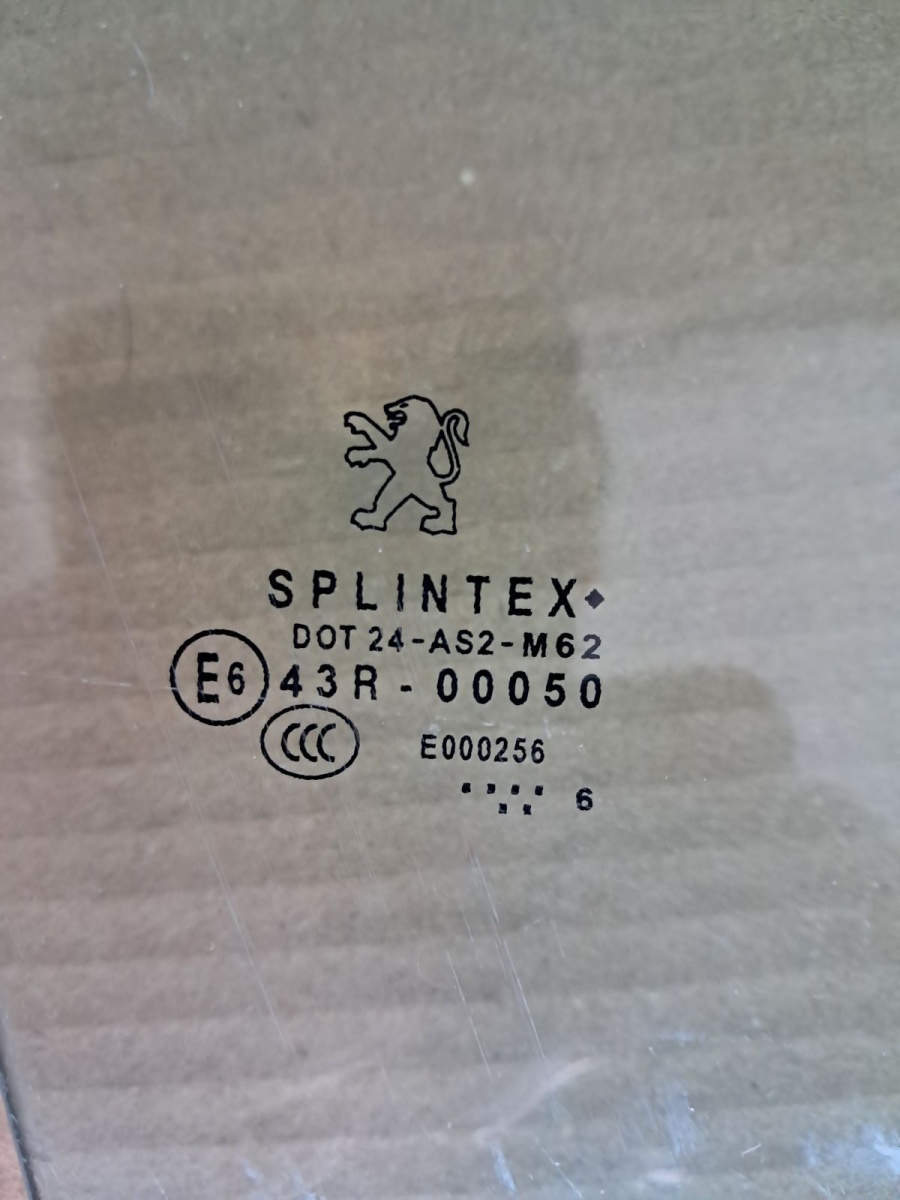 SPLINTEX
DOT 24-AS2-M62
E6 43R - 00050
CCC E000256
6